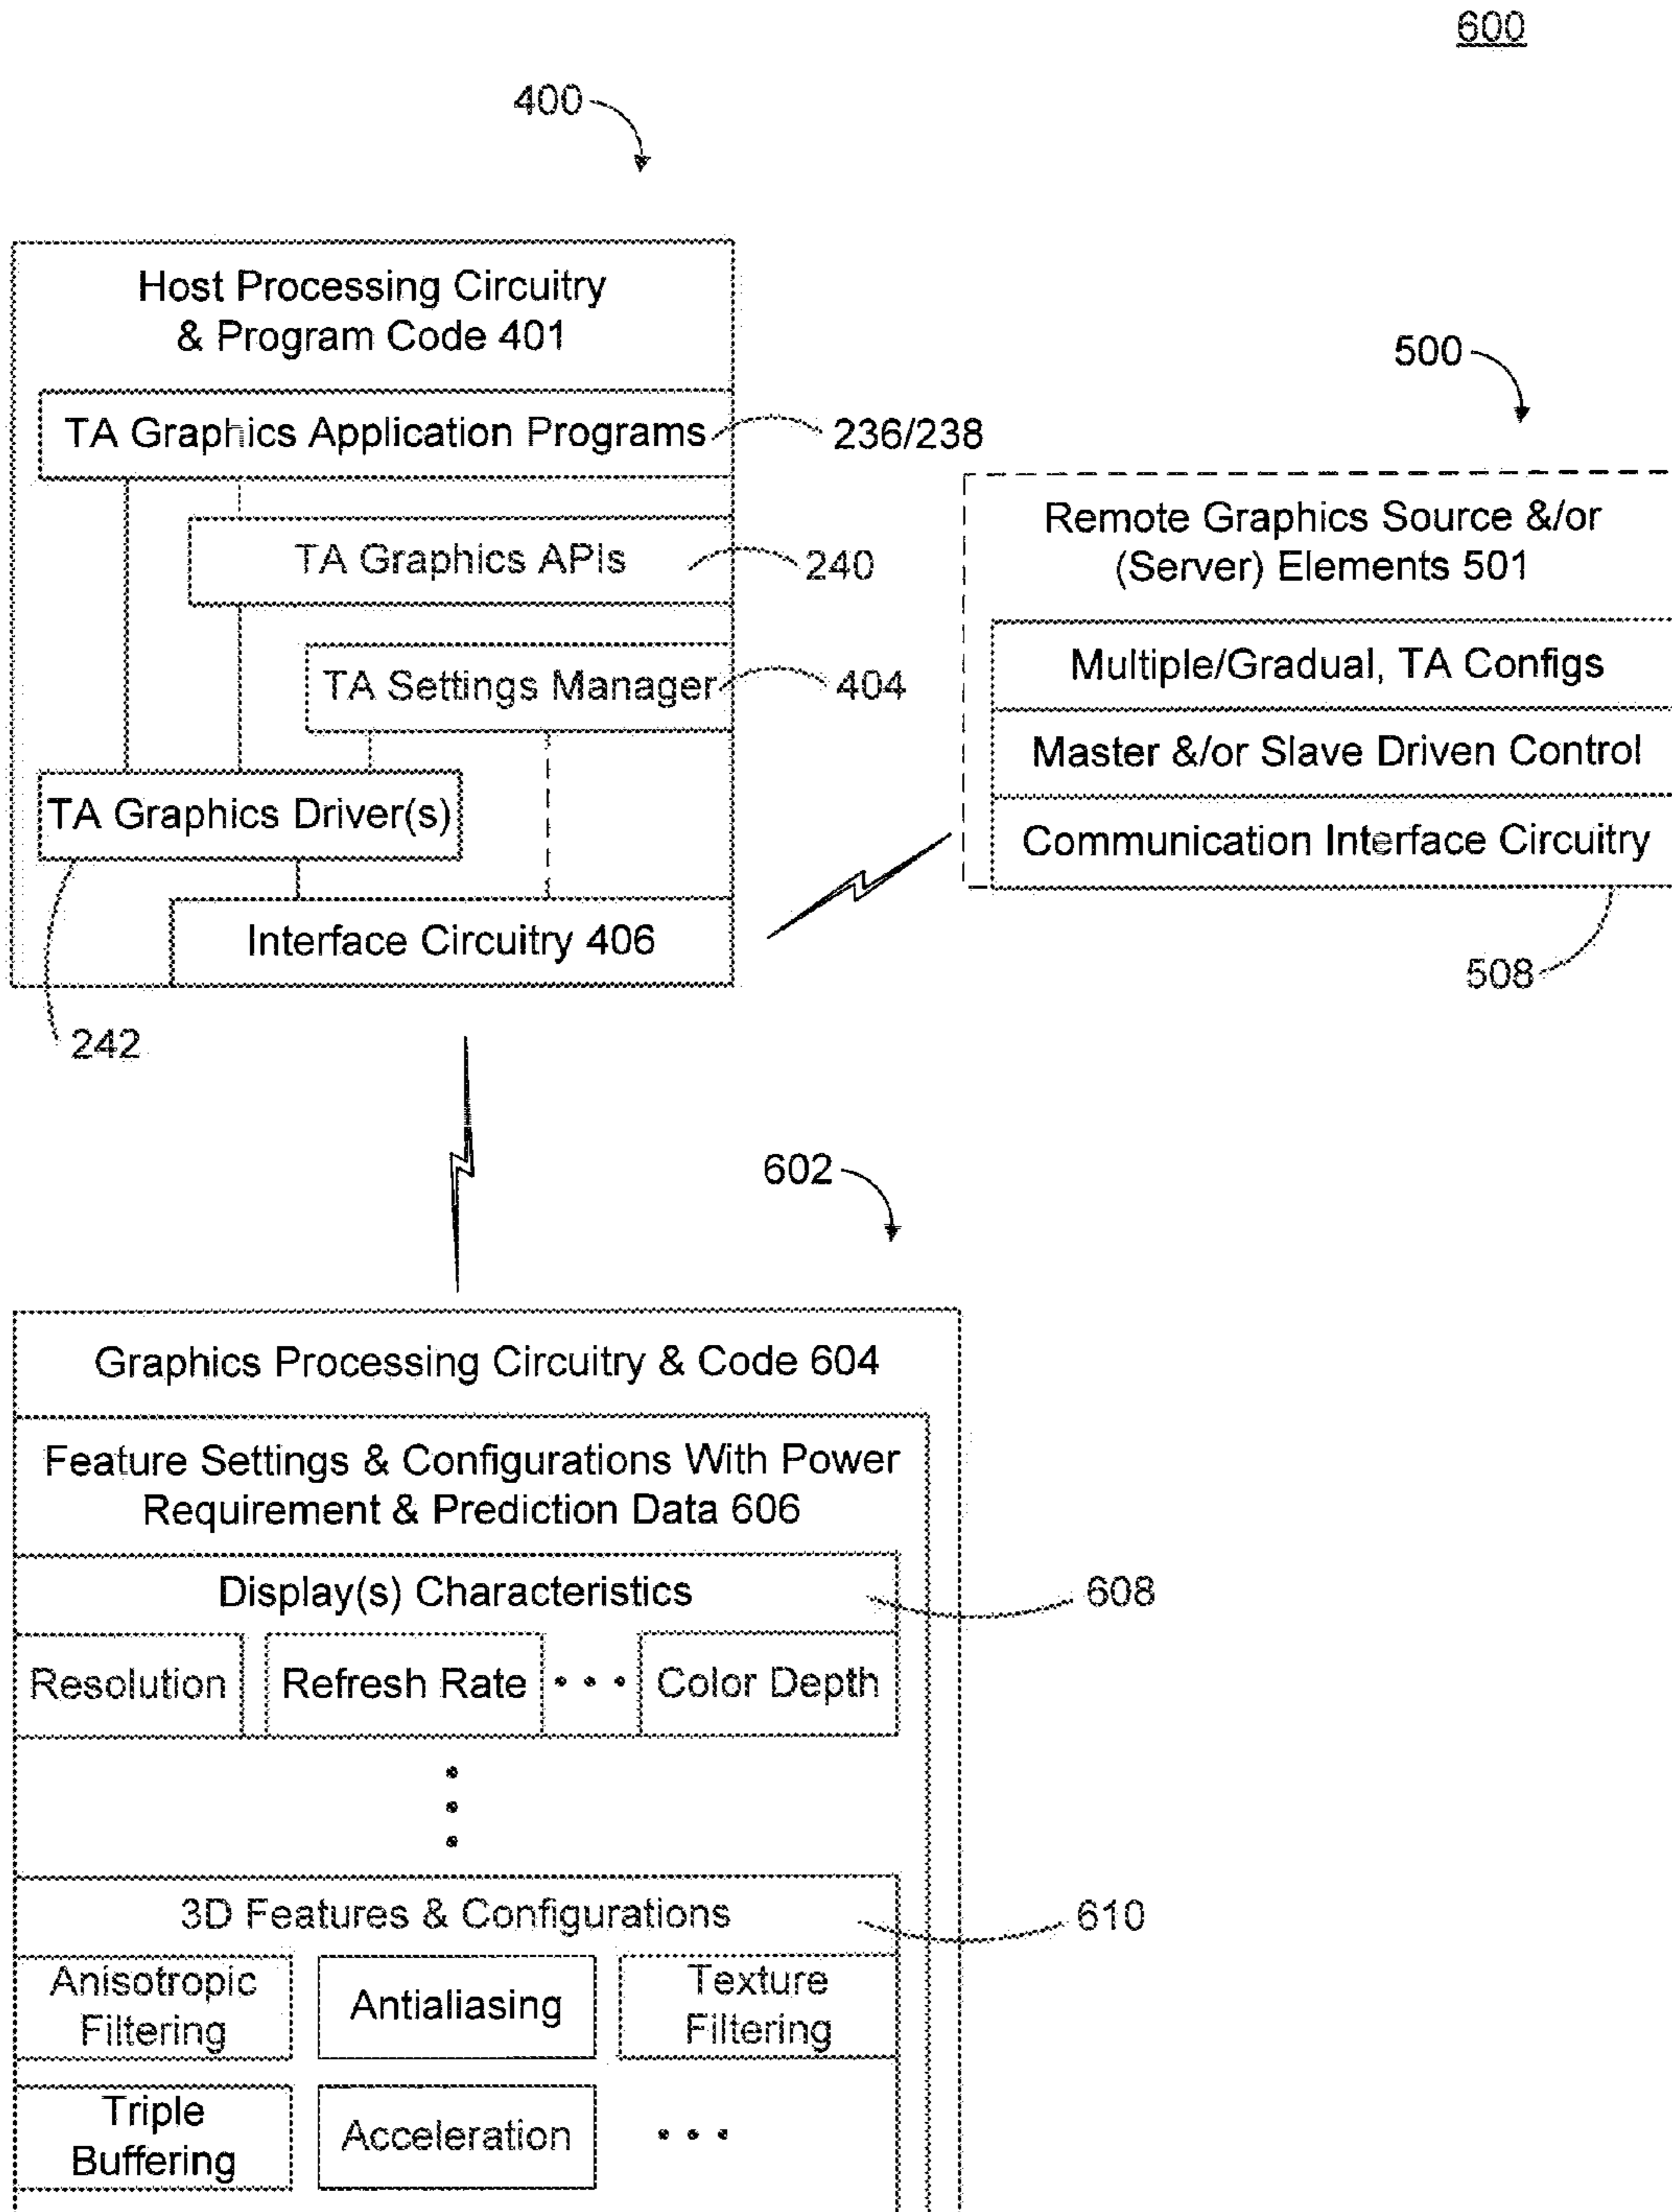 600
400
Host Processing Circuitry
& Program Code 401
TA Graphics Application Programs
236/238
TA Graphics APIs
240
TA Settings Manager
404
TA Graphics Driver(s)
Interface Circuitry 406
242
500
Remote Graphics Source &/or
(Server) Elements 501
Multiple/Gradual, TA Configs
Master &/or Slave Driven Control
Communication Interface Circuitry
508
602
Graphics Processing Circuitry & Code 604
Feature Settings & Configurations With Power
Requirement & Prediction Data 606
Display(s) Characteristics
608
Resolution
Refresh Rate
• • •
Color Depth
3D Features & Configurations
610
Anisotropic
Filtering
Antialiasing
Texture
Filtering
Triple
Buffering
Acceleration
• • •